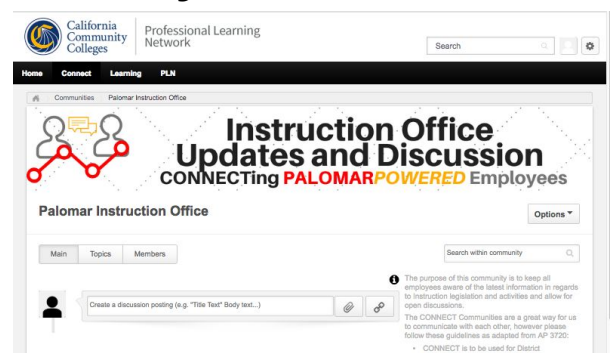 California
Community
Colleges
Professional Learning
Network
Search
Home Connect Learning PLN
Communities Palomar Instruction Office
Instruction Office
Updates and Discussion
CONNECTing PALOMARPOWERED Employees
Palomar Instruction Office
Options
Main Topics Members
Search within community
Create a discussion posting (e.g. "Title Text" Body text...)
The purpose of this community is to keep all
employees aware of the latest information in regards
to instruction legislation and activities and allow for
open discussions.
The CONNECT Communities are a great way for us
to communicate with each other, however please
follow these guidelines as adapted from AP 3720:
• CONNECT is to be used for District